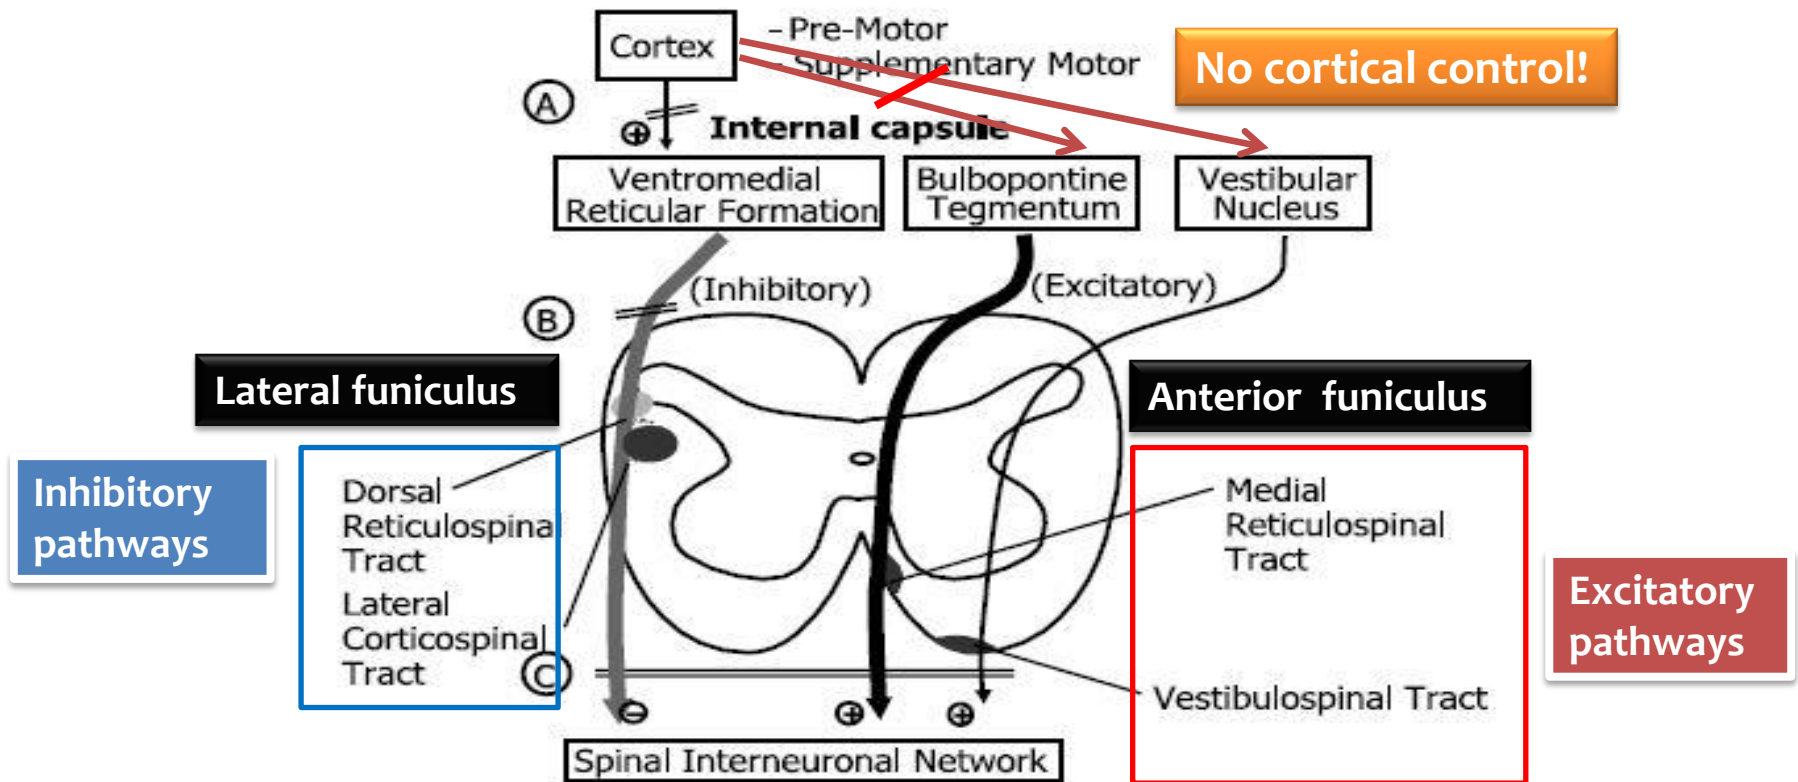 Cortex
- Pre-Motor
- Supplementary Motor
No cortical control!
A
+
Internal capsule
Ventromedial
Reticular Formation
Bulbopontine
Tegmentum
Vestibular
Nucleus
(Inhibitory)
(Excitatory)
B
Lateral funiculus
Anterior funiculus
Inhibitory
pathways
Dorsal
Reticulospinal
Tract
Lateral
Corticospinal
Tract
Medial
Reticulospinal
Tract
Excitatory
pathways
C
Vestibulospinal Tract
− + +
Spinal Interneuronal Network